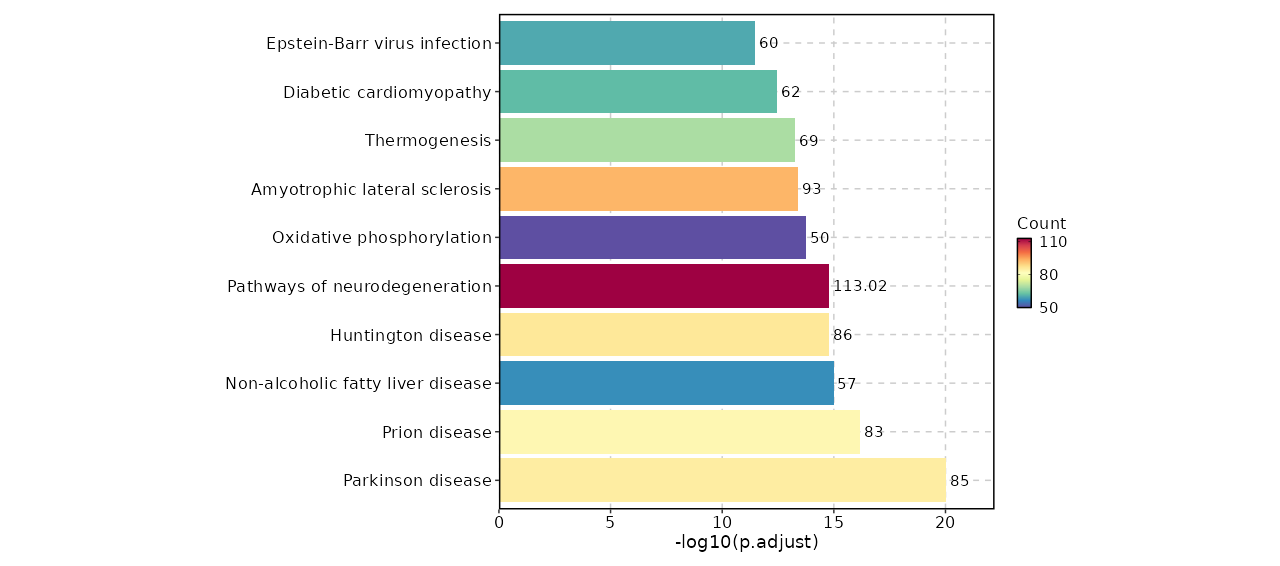 Epstein-Barr virus infection 60
Diabetic cardiomyopathy 62
Thermogenesis 69
Amyotrophic lateral sclerosis 93
Oxidative phosphorylation 50
Pathways of neurodegeneration 113.02
Huntington disease 86
Non-alcoholic fatty liver disease 57
Prion disease 83
Parkinson disease 85
0 5 10 15 20
-log10(p.adjust)
Count
110
80
50